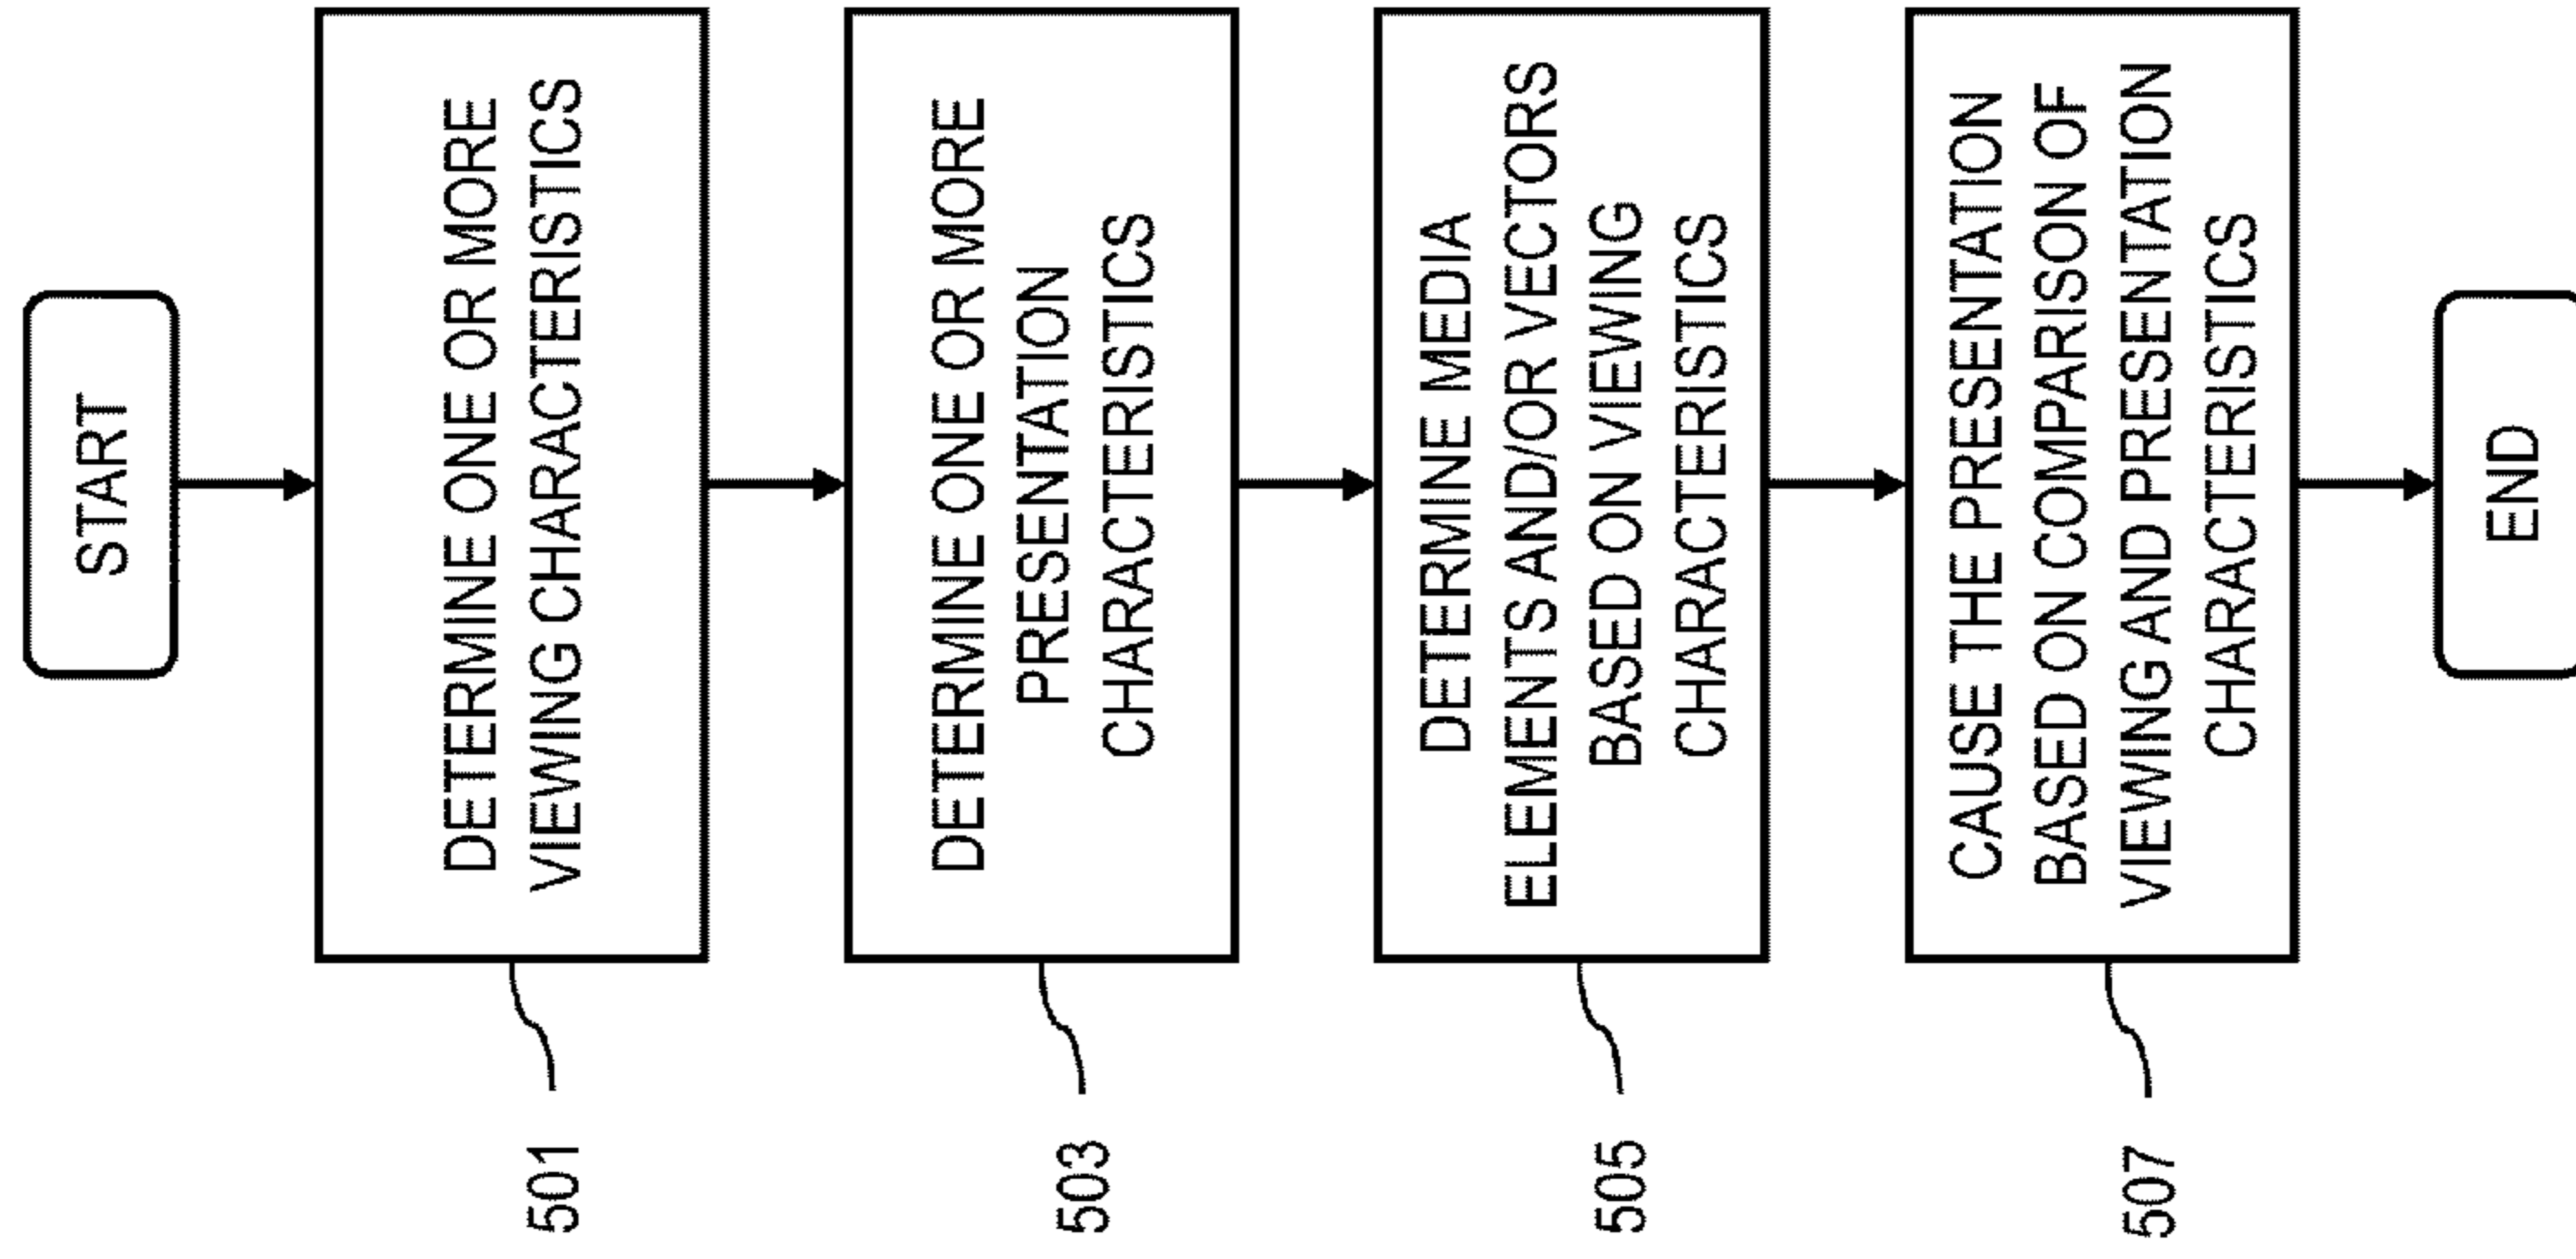 START
DETERMINE ONE OR MORE
VIEWING CHARACTERISTICS
501
DETERMINE ONE OR MORE
PRESENTATION
CHARACTERISTICS
503
DETERMINE MEDIA
ELEMENTS AND/OR VECTORS
BASED ON VIEWING
CHARACTERISTICS
505
CAUSE THE PRESENTATION
BASED ON COMPARISON OF
VIEWING AND PRESENTATION
CHARACTERISTICS
507
END